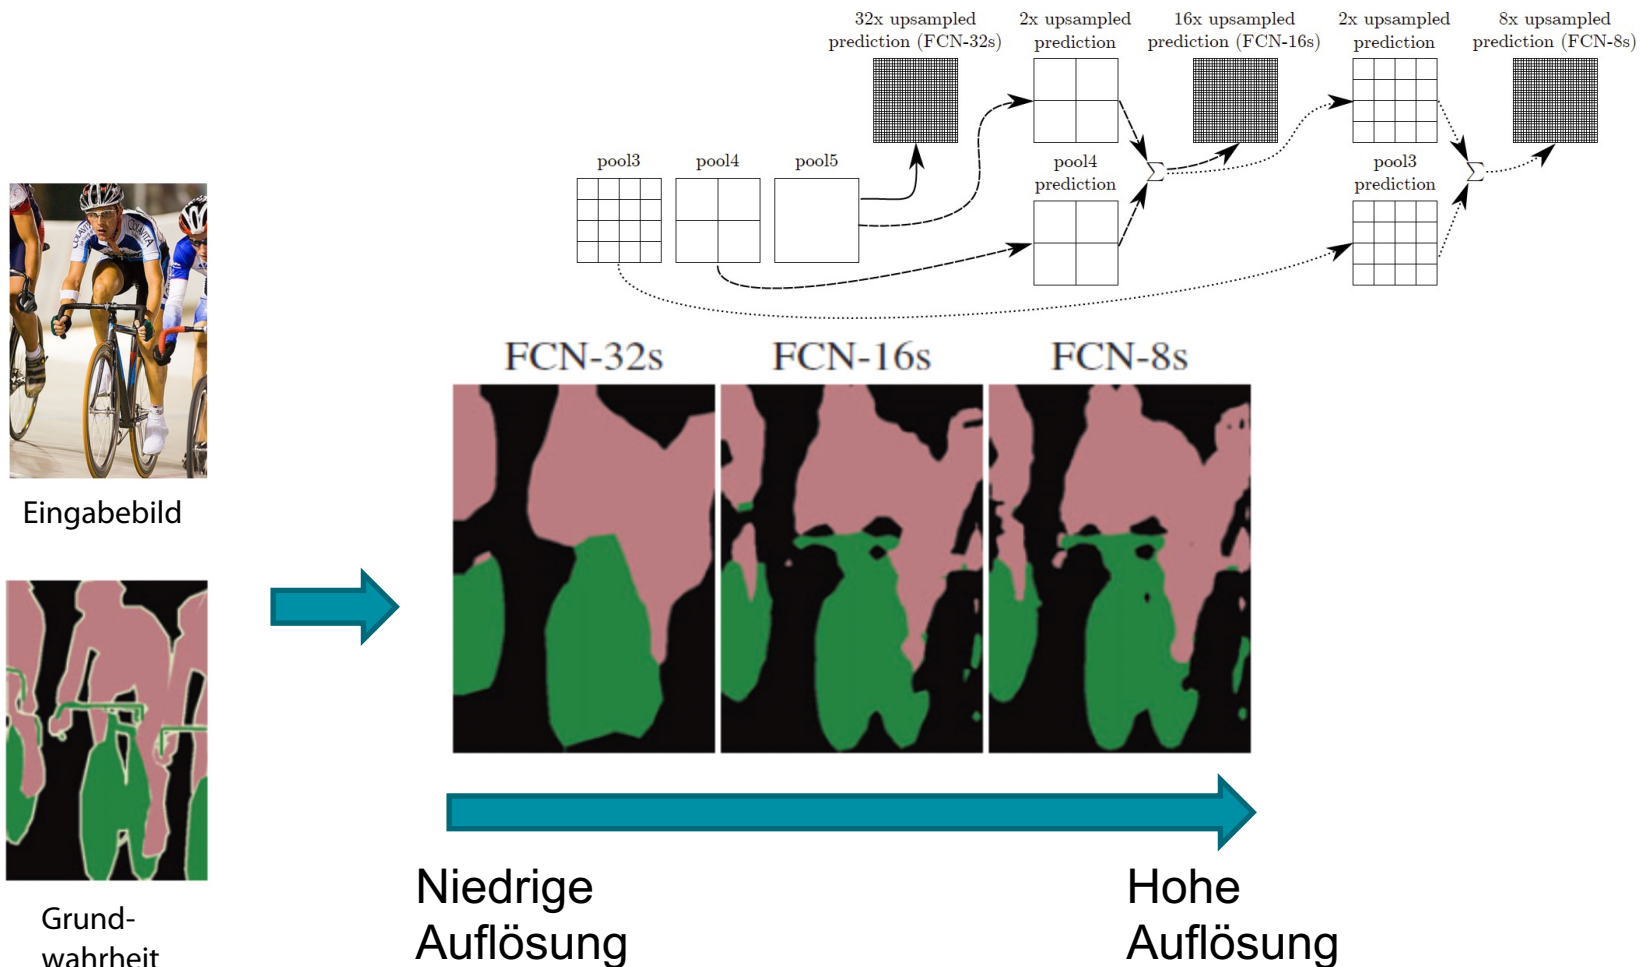 32x upsampled
prediction (FCN-32s)
2x upsampled
prediction
16x upsampled
prediction (FCN-16s)
2x upsampled
prediction
8x upsampled
prediction (FCN-8s)
pool3
pool4
pool5
pool4
prediction
Σ
pool3
prediction
Σ
COLAVITA
COLAVITA
Eingabebild
FCN-32s
FCN-16s
FCN-8s
Niedrige
Auflösung
Hohe
Auflösung
Grund-
wahrheit